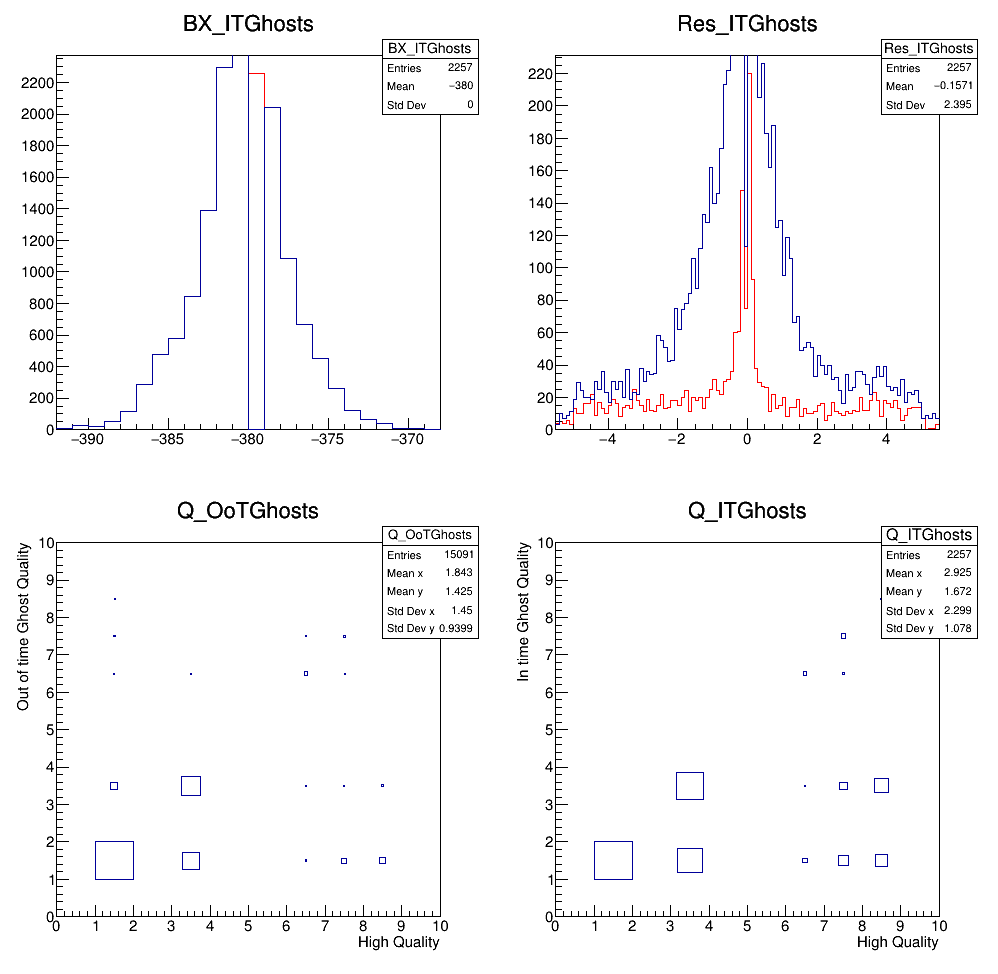 BX_ITGhosts
BX_ITGhosts
Entries 2257
Mean −380
Std Dev 0
2200
2000
1800
1600
1400
1200
1000
800
600
400
200
0
−390 −385 −380 −375 −370
Res_ITGhosts
Res_ITGhosts
Entries 2257
Mean −0.1571
Std Dev 2.395
220
200
180
160
140
120
100
80
60
40
20
0
−4 −2 0 2 4
Q_OoTGhosts
Q_OoTGhosts
Entries 15091
Mean x 1.843
Mean y 1.425
Std Dev x 1.45
Std Dev y 0.9399
Out of time Ghost Quality
10
9
8
7
6
5
4
3
2
1
0
0 1 2 3 4 5 6 7 8 9 10
High Quality
Q_ITGhosts
Q_ITGhosts
Entries 2257
Mean x 2.925
Mean y 1.672
Std Dev x 2.299
Std Dev y 1.078
In time Ghost Quality
10
9
8
7
6
5
4
3
2
1
0
0 1 2 3 4 5 6 7 8 9 10
High Quality